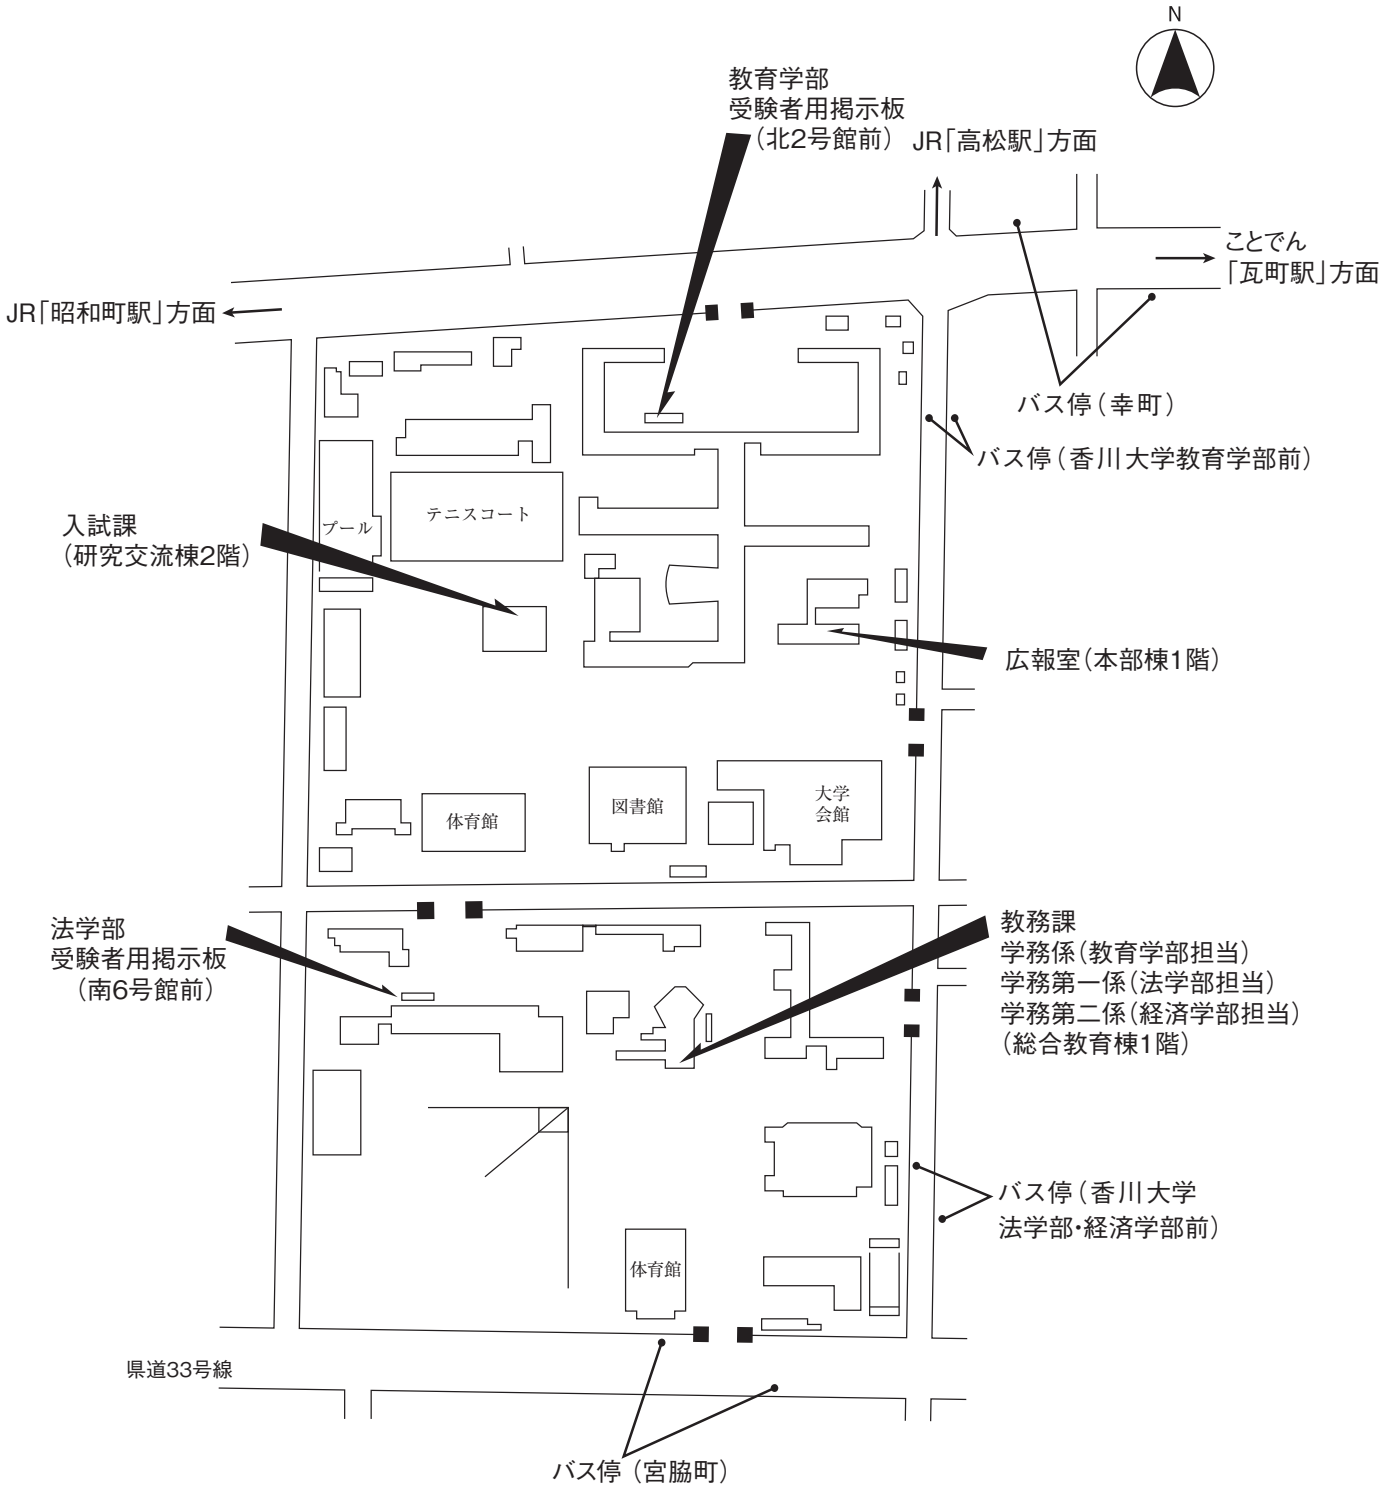 N
教育学部
受験者用掲示板
（北2号館前）
JR「高松駅」方面
ことでん
「瓦町駅」方面
JR「昭和町駅」方面
バス停（幸町）
バス停（香川大学教育学部前）
入試課
（研究交流棟2階）
プール
テニスコート
広報室（本部棟1階）
体育館
図書館
大学
会館
法学部
受験者用掲示板
（南6号館前）
教務課
学務係（教育学部担当）
学務第一係（法学部担当）
学務第二係（経済学部担当）
（総合教育棟1階）
バス停（香川大学
法学部・経済学部前）
体育館
県道33号線
バス停（宮脇町）